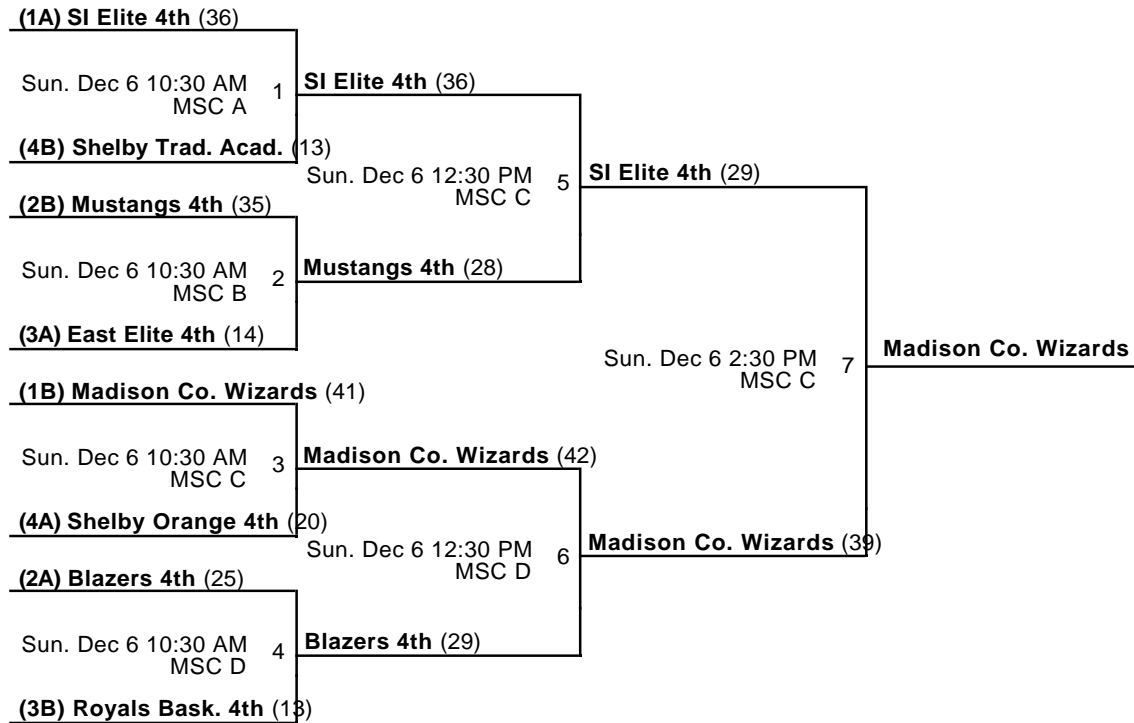 (1A) SI Elite 4th (36)
Sun. Dec 6 10:30 AM 1
MSC A
SI Elite 4th (36)
(4B) Shelby Trad. Acad. (13)
Sun. Dec 6 12:30 PM 5
MSC C
SI Elite 4th (29)
(2B) Mustangs 4th (35)
Sun. Dec 6 10:30 AM 2
MSC B
Mustangs 4th (28)
(3A) East Elite 4th (14)
Sun. Dec 6 2:30 PM 7
MSC C
Madison Co. Wizards
(1B) Madison Co. Wizards (41)
Sun. Dec 6 10:30 AM 3
MSC C
Madison Co. Wizards (42)
(4A) Shelby Orange 4th (20)
Sun. Dec 6 12:30 PM 6
MSC D
Madison Co. Wizards (39)
(2A) Blazers 4th (25)
Sun. Dec 6 10:30 AM 4
MSC D
Blazers 4th (29)
(3B) Royals Bask. 4th (13)